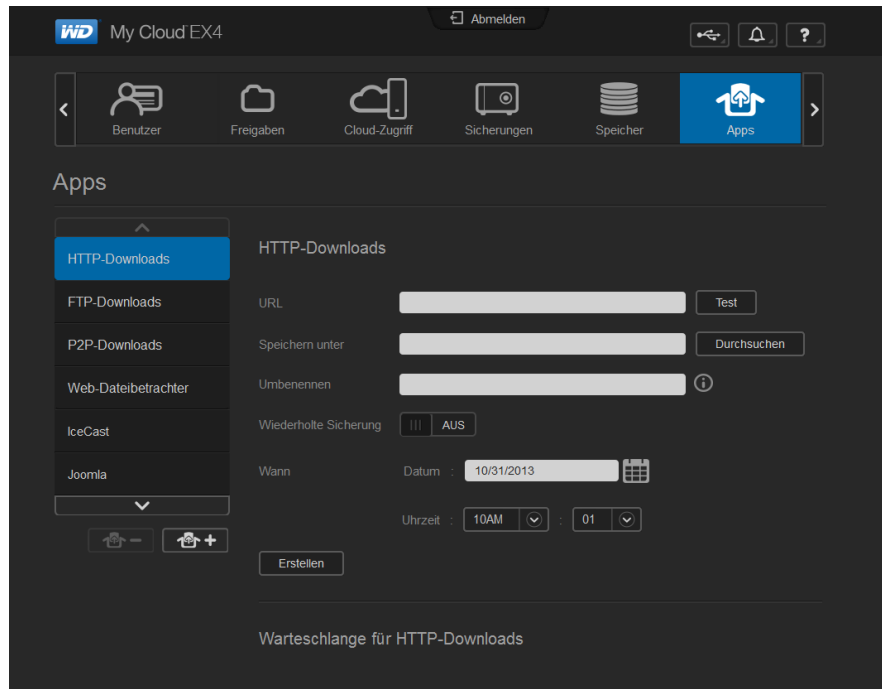 WD My Cloud EX4
Abmelden
?
Benutzer
Freigaben
Cloud-Zugriff
Sicherungen
Speicher
Apps
Apps
HTTP-Downloads
FTP-Downloads
P2P-Downloads
Web-Dateibetrachter
IceCast
Joomla
HTTP-Downloads
URL
Test
Speichern unter
Durchsuchen
Umbenennen
Wiederholte Sicherung AUS
Wann Datum : 10/31/2013
Uhrzeit : 10AM : 01
Erstellen
Warteschlange für HTTP-Downloads